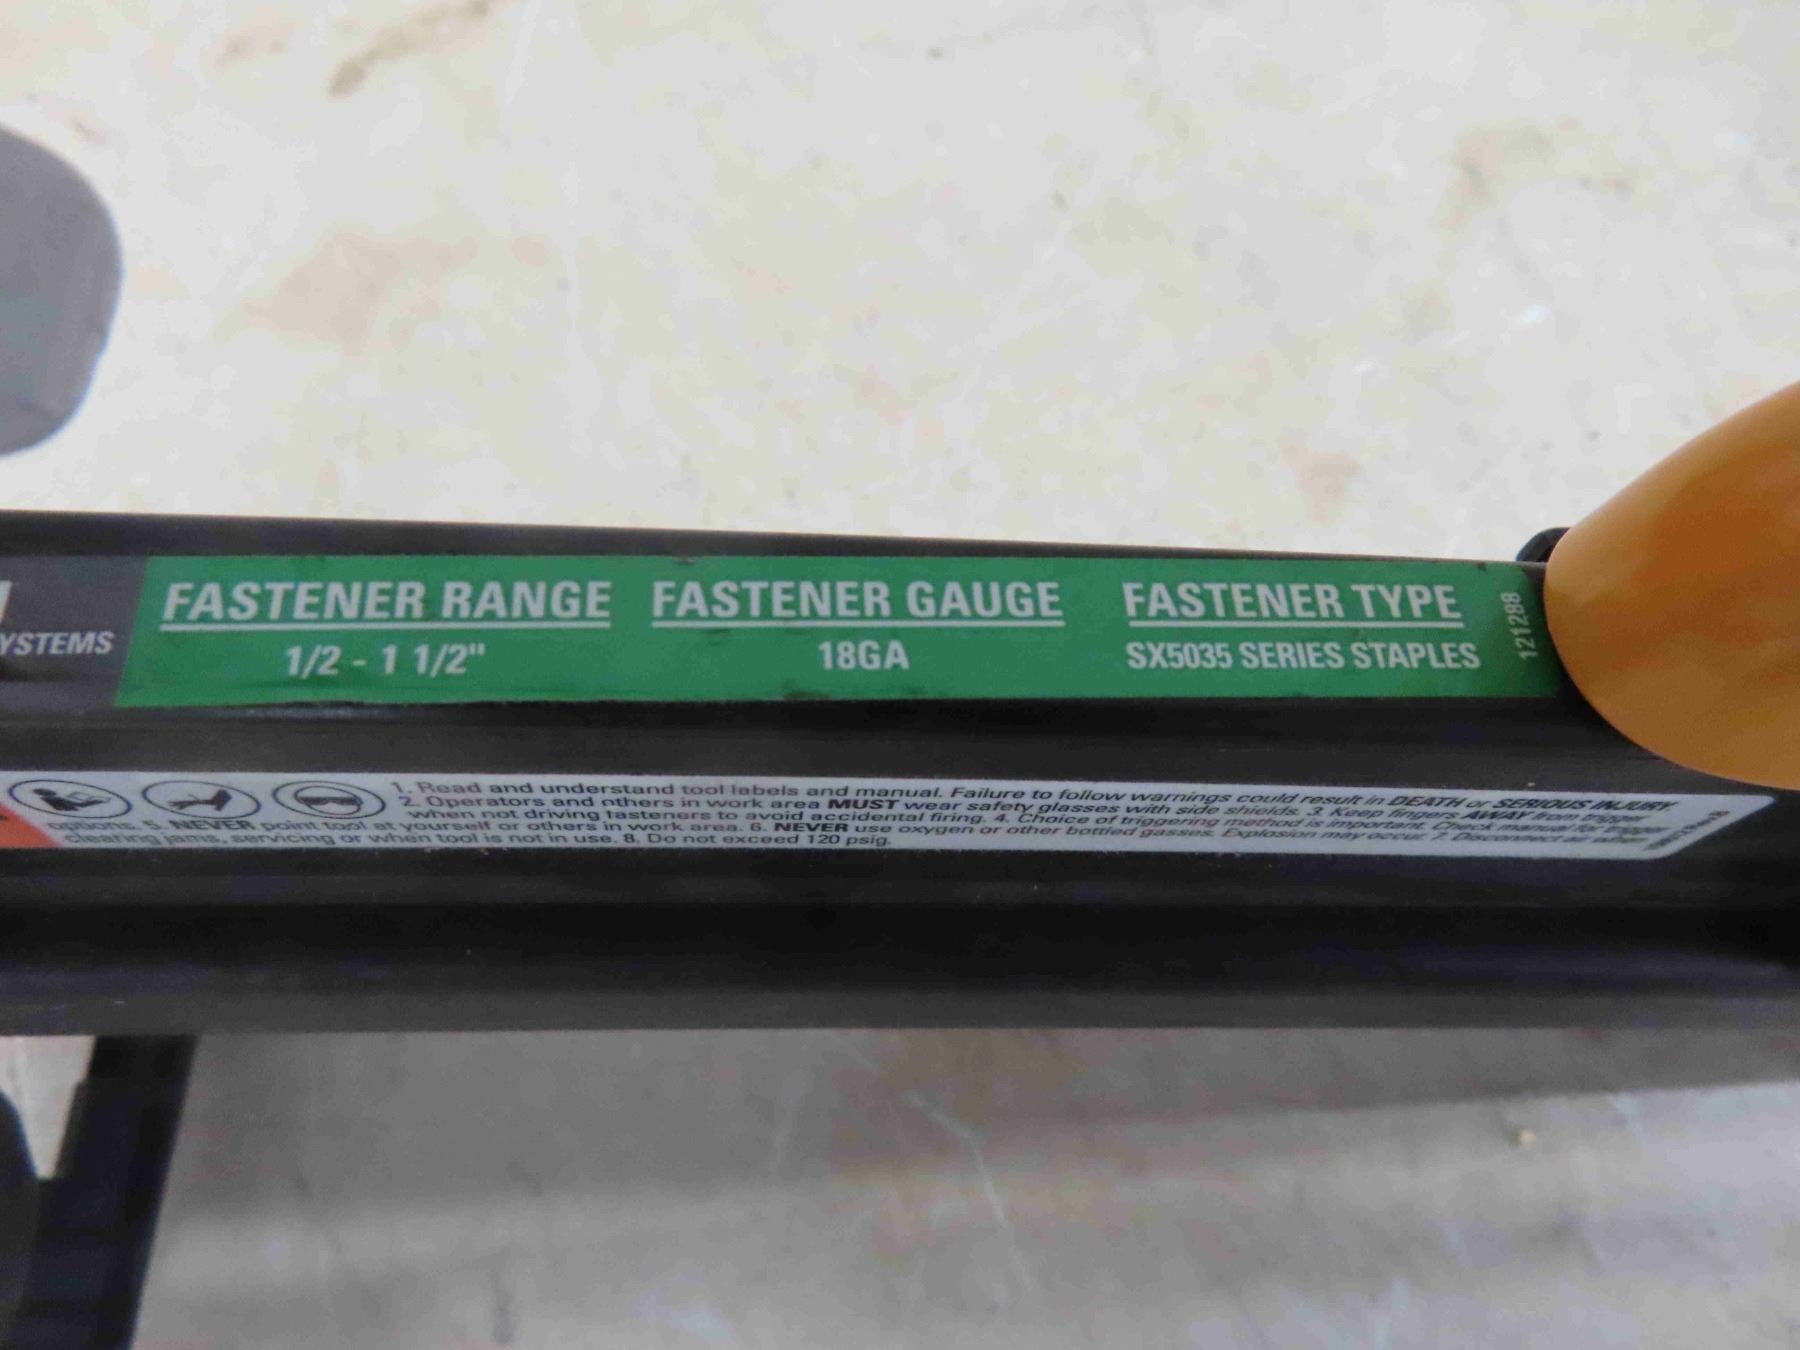 YSTEMS
FASTENER RANGE
1/2 - 1 1/2"
FASTENER GAUGE
18GA
FASTENER TYPE
SX5035 SERIES STAPLES
121288
1. Read and understand tool labels and manual. Failure to follow warnings could result in DEATH or SERIOUS INJURY
2. Operators and others in work area MUST wear safety glasses with side shields. 3. Keep fingers AWAY from trigger
when not driving fasteners to avoid accidental firing. 4. Choice of triggering method is important. Check manual for trigger
options. 5. NEVER point tool at yourself or others in work area. 6. NEVER use oxygen or other bottled gasses. Explosion may occur. 7. Disconnect air when
clearing jams, servicing or when tool is not in use. 8. Do not exceed 120 psig.